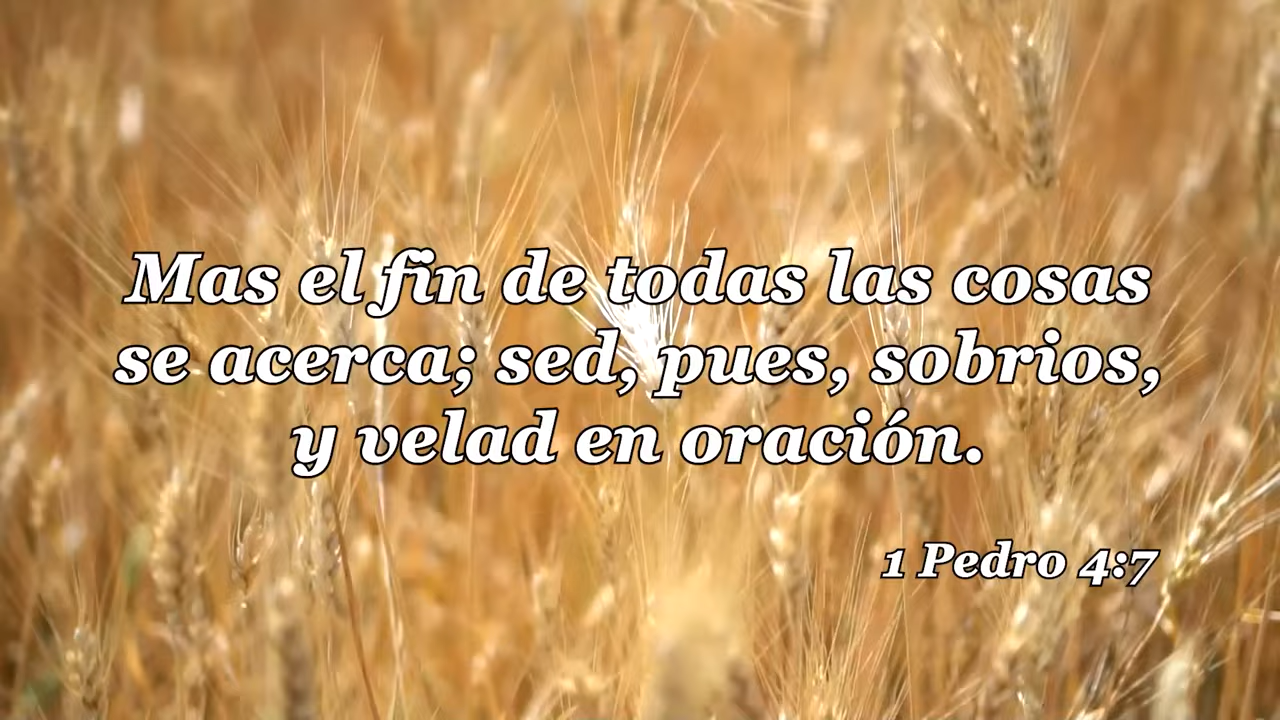 Mas el fin de todas las cosas
se acerca; sed, pues, sobrios,
y velad en oración.
1 Pedro 4:7